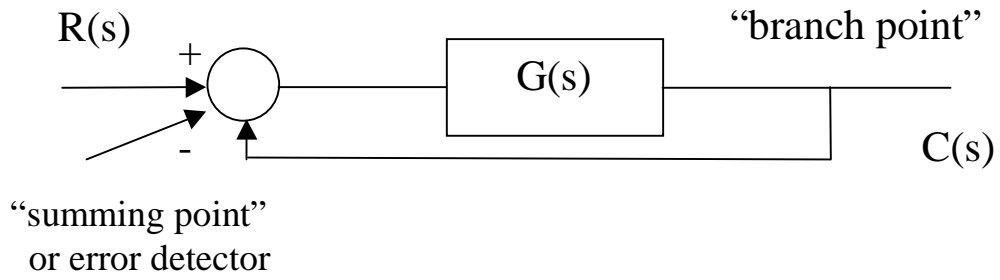 R(s)
“branch point”
+
G(s)
-
C(s)
“summing point”
or error detector